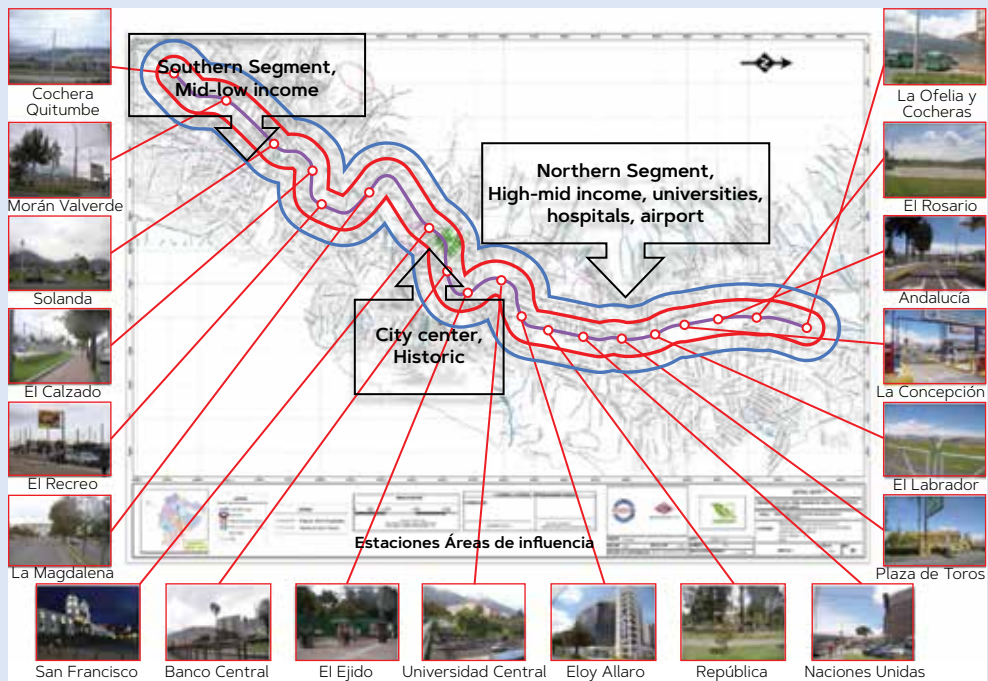 Southern Segment,
Mid-low income
Northern Segment,
High-mid income, universities,
hospitals, airport
City center,
Historic
Estaciones Áreas de influencia
Cochera
Quitumbe
Morán Valverde
Solanda
El Calzado
El Recreo
La Magdalena
San Francisco
Banco Central
El Ejido
Universidad Central
Eloy Allaro
República
Naciones Unidas
La Ofelia y
Cocheras
El Rosario
Andalucía
La Concepción
El Labrador
Plaza de Toros